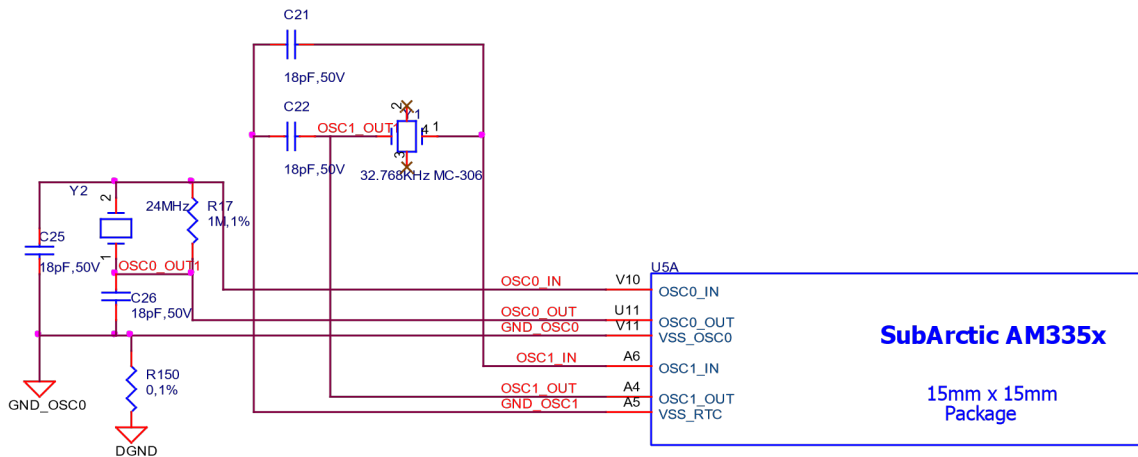 C21
18pF,50V
C22
OSC1_OUT1
2
1
4
1
3
18pF,50V
32.768KHz MC-306
Y2
2
24MHz
R17
1M,1%
C25
18pF,50V
1
OSC0_OUT1
C26
18pF,50V
R150
0,1%
GND_OSC0
DGND
U5A
OSC0_IN
V10
OSC0_IN
OSC0_OUT
U11
OSC0_OUT
GND_OSC0
V11
VSS_OSC0
OSC1_IN
A6
OSC1_IN
OSC1_OUT
A4
OSC1_OUT
GND_OSC1
A5
VSS_RTC
SubArctic AM335x
15mm x 15mm
Package